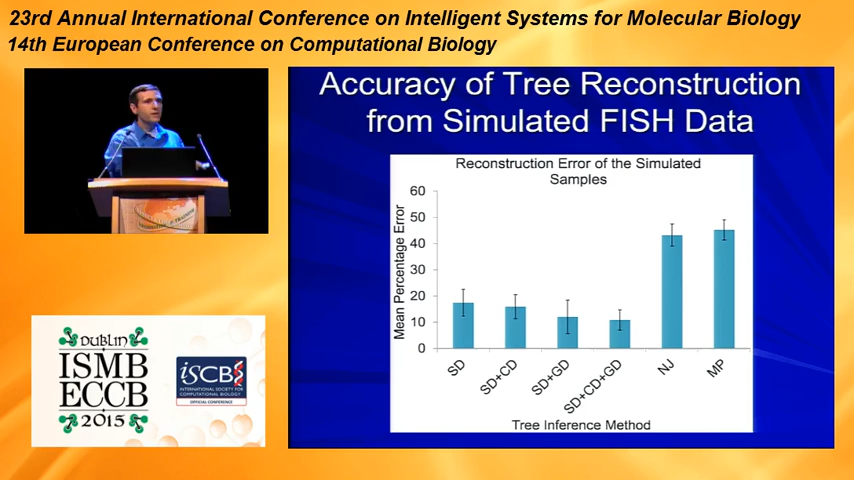 23rd Annual International Conference on Intelligent Systems for Molecular Biology
14th European Conference on Computational Biology
Accuracy of Tree Reconstruction
from Simulated FISH Data
Reconstruction Error of the Simulated
Samples
Mean Percentage Error
60
50
40
30
20
10
0
SD
SD+CD
SD+GD
SD+CD+GD
NJ
MP
Tree Inference Method
DUBLIN
ISMB
ECCB
2015
ISCB
INTERNATIONAL SOCIETY FOR
COMPUTATIONAL BIOLOGY
OFFICIAL CONFERENCE